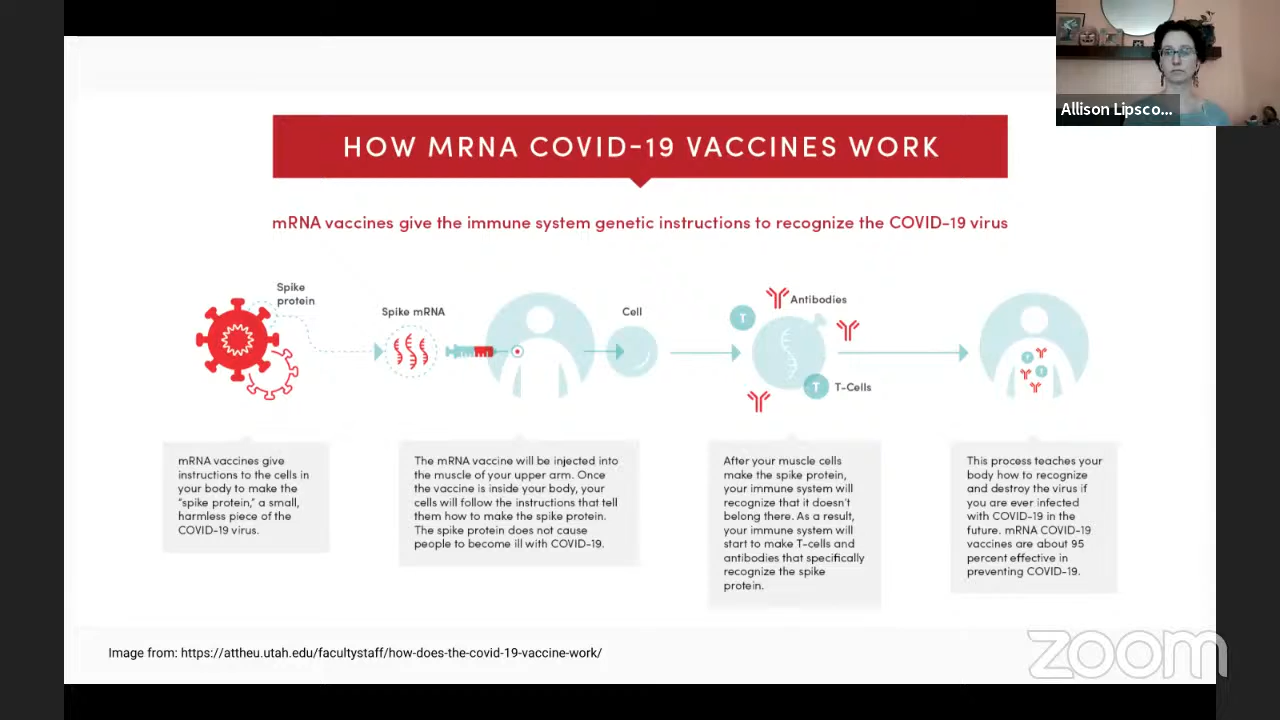 Allison Lipsco...
HOW MRNA COVID-19 VACCINES WORK
mRNA vaccines give the immune system genetic instructions to recognize the COVID-19 virus
Spike
protein
Spike mRNA
Cell
Antibodies
T
T
T-Cells
T
T
mRNA vaccines give
instructions to the cells in
your body to make the
“spike protein,” a small,
harmless piece of the
COVID-19 virus.
The mRNA vaccine will be injected into
the muscle of your upper arm. Once
the vaccine is inside your body, your
cells will follow the instructions that tell
them how to make the spike protein.
The spike protein does not cause
people to become ill with COVID-19.
After your muscle cells
make the spike protein,
your immune system will
recognize that it doesn’t
belong there. As a result,
your immune system will
start to make T-cells and
antibodies that specifically
recognize the spike
protein.
This process teaches your
body how to recognize
and destroy the virus if
you are ever infected
with COVID-19 in the
future. mRNA COVID-19
vaccines are about 95
percent effective in
preventing COVID-19.
Image from: https://attheu.utah.edu/facultystaff/how-does-the-covid-19-vaccine-work/
zoom